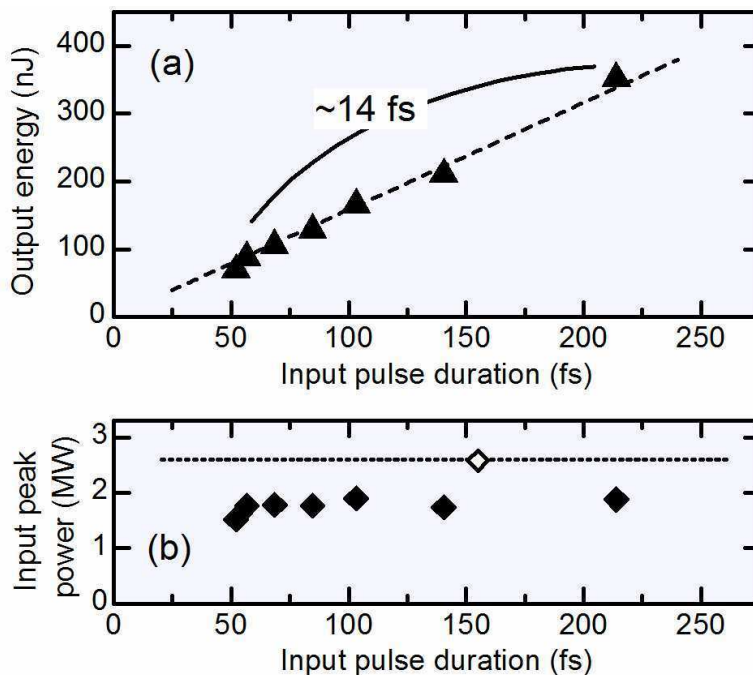 400
300
200
100
0
Output energy (nJ)
(a)
~14 fs
0 50 100 150 200 250
Input pulse duration (fs)
3
2
1
0
Input peak
power (MW)
(b)
0 50 100 150 200 250
Input pulse duration (fs)